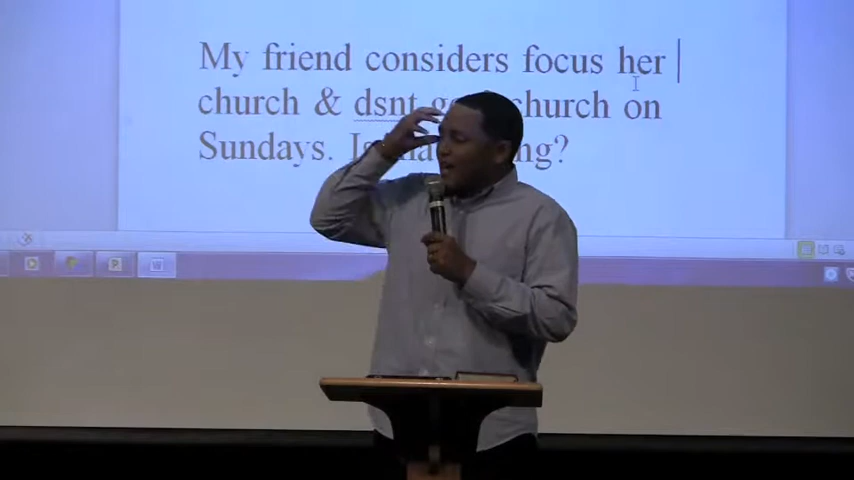 My friend considers focus her
church & dsnt church on
Sundays.